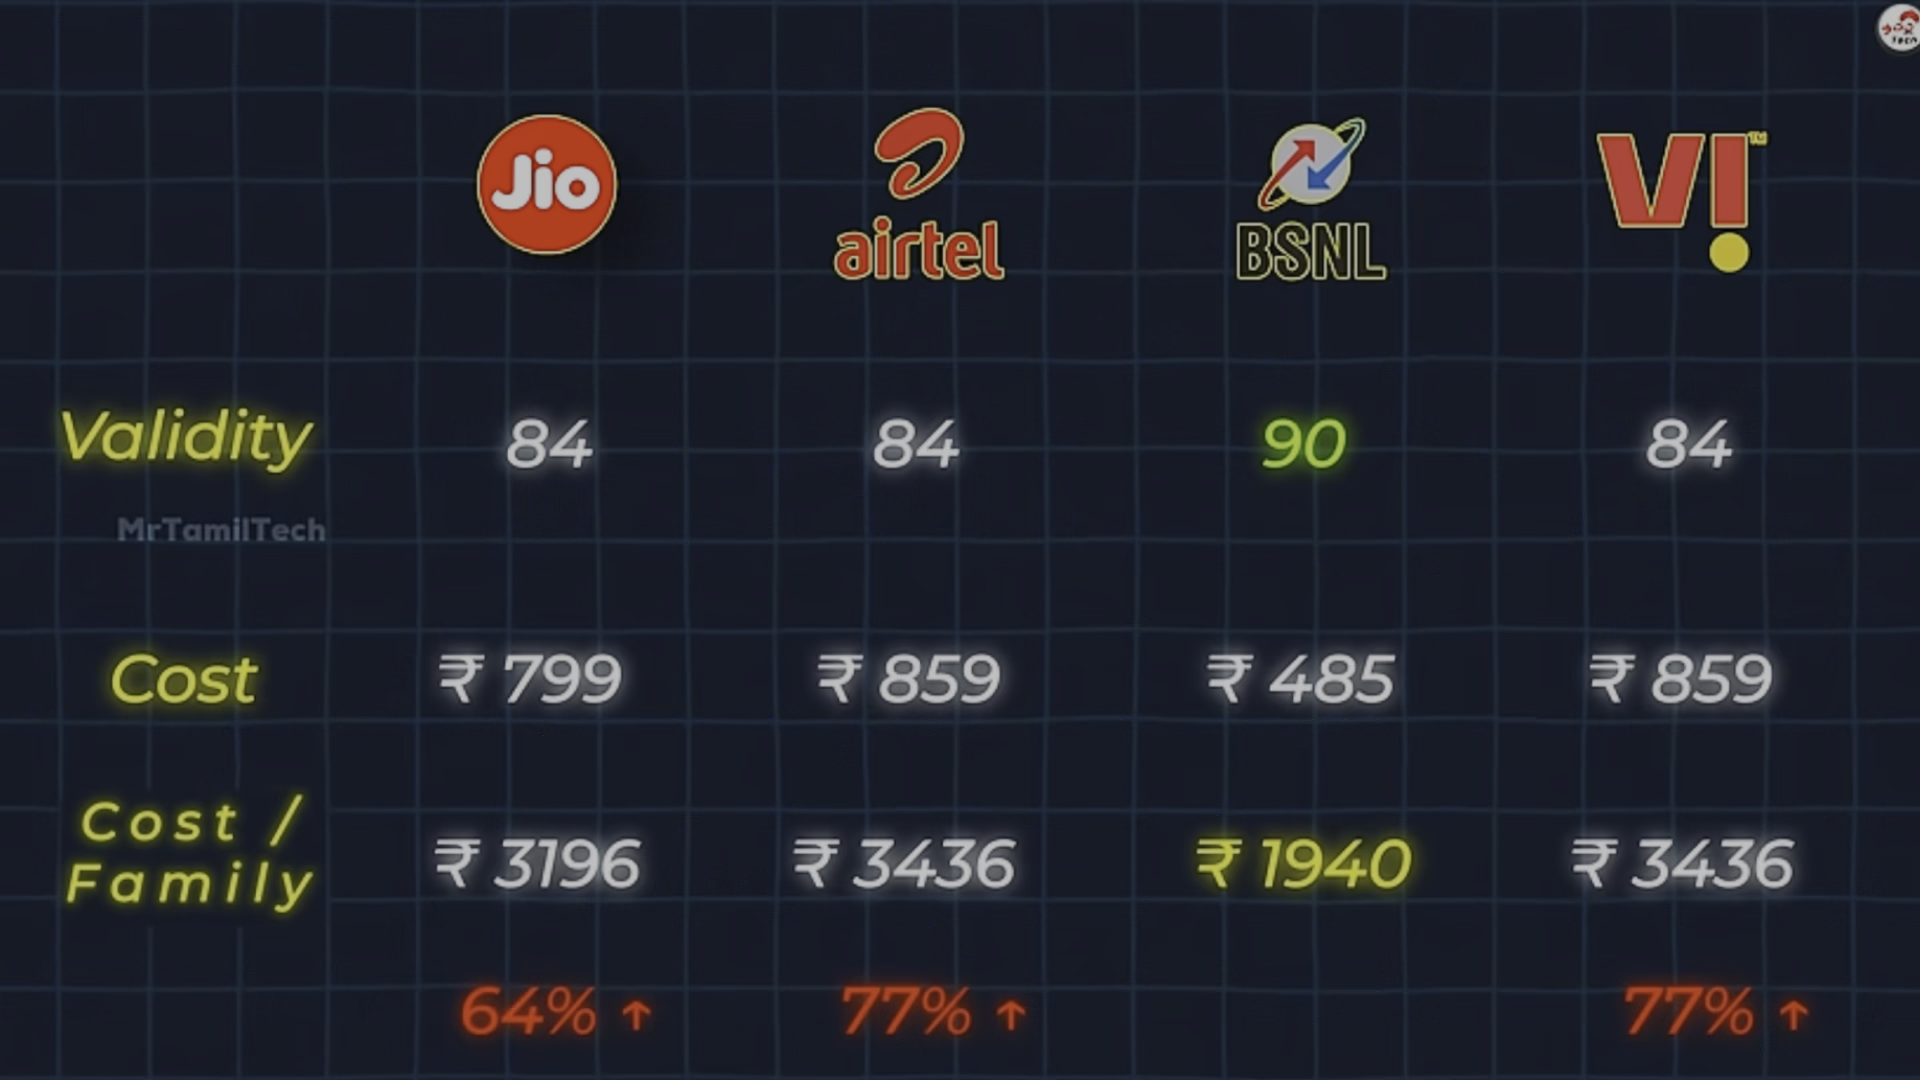 Jio
airtel
BSNL
VI™
Validity 84 84 90 84
MrTamilTech
Cost ₹ 799 ₹ 859 ₹ 485 ₹ 859
Cost /
Family ₹ 3196 ₹ 3436 ₹ 1940 ₹ 3436
64% ↑ 77% ↑ 77% ↑